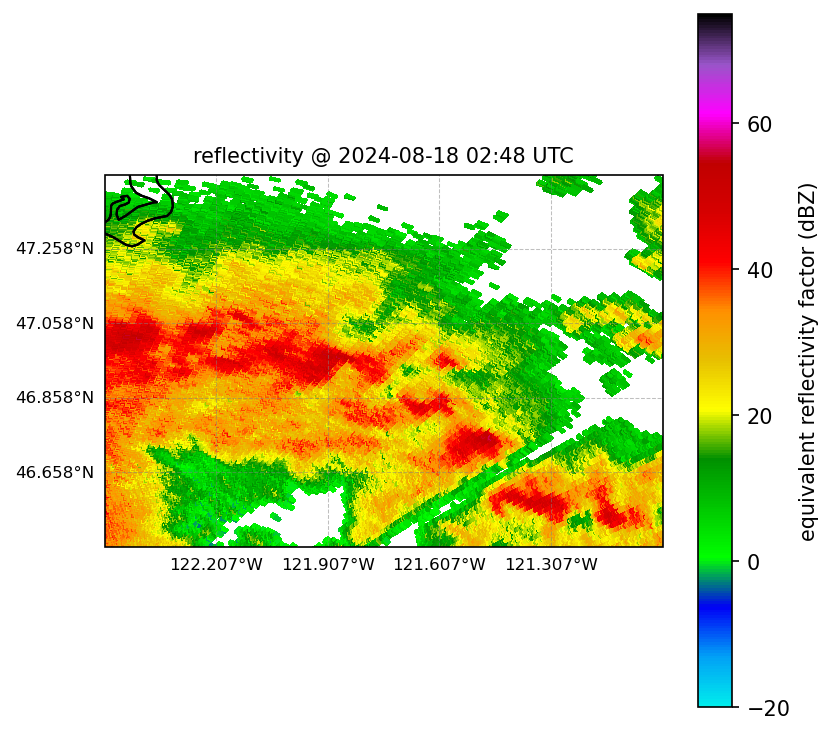 reflectivity @ 2024-08-18 02:48 UTC
47.258°N
47.058°N
46.858°N
46.658°N
122.207°W 121.907°W 121.607°W 121.307°W
60
40
20
0
−20
equivalent reflectivity factor (dBZ)